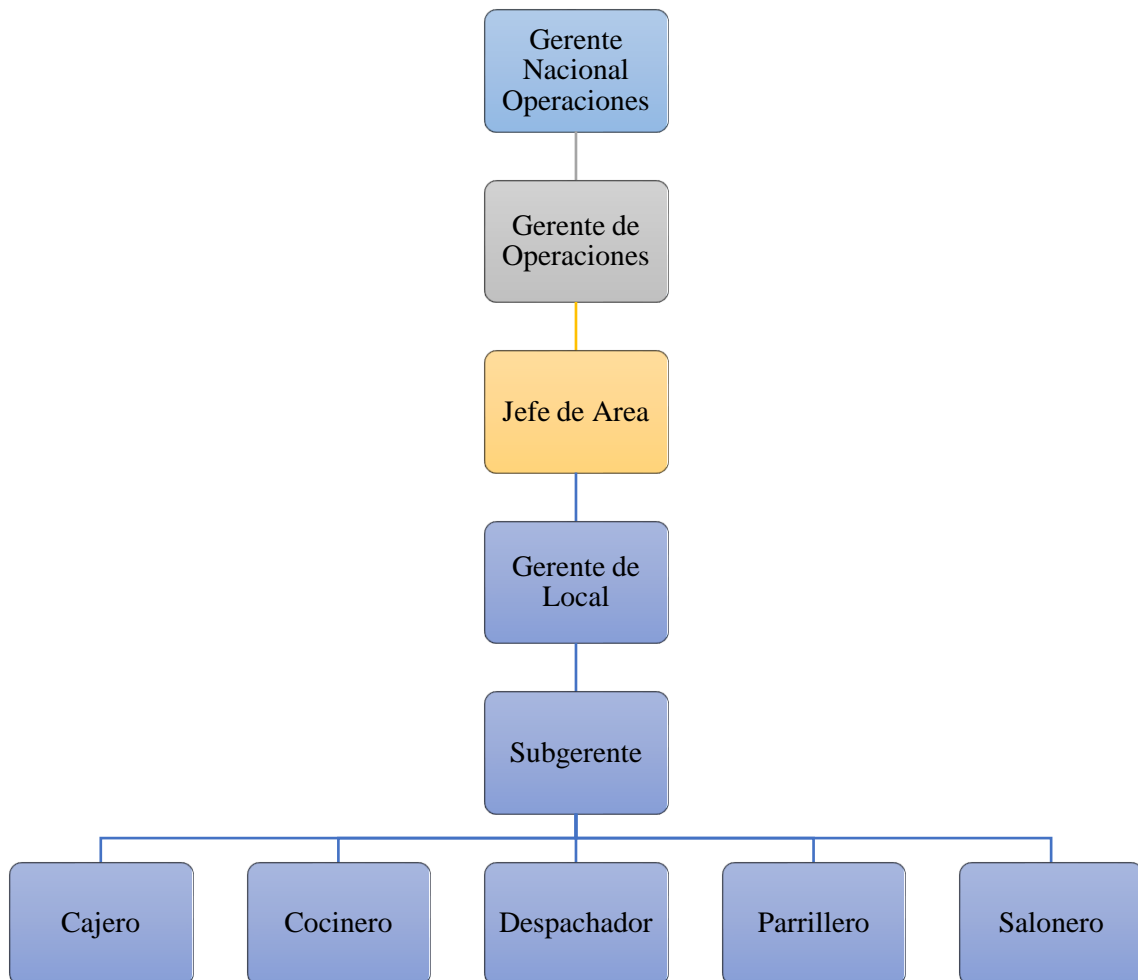 Gerente
Nacional
Operaciones
Gerente de
Operaciones
Jefe de Area
Gerente de
Local
Subgerente
Cajero
Cocinero
Despachador
Parrillero
Salonero